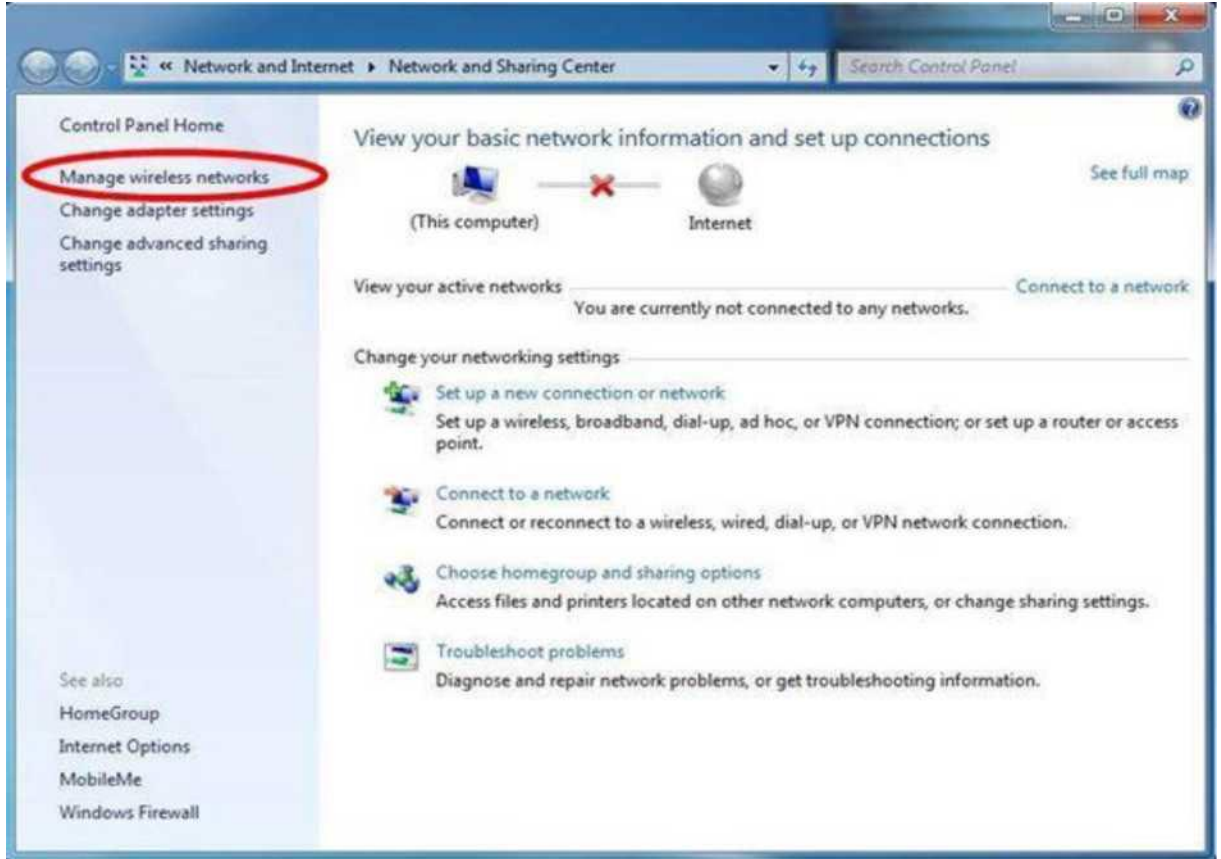 « Network and Internet ▸ Network and Sharing Center
Search Control Panel
Control Panel Home
Manage wireless networks
Change adapter settings
Change advanced sharing
settings
See also
HomeGroup
Internet Options
MobileMe
Windows Firewall
View your basic network information and set up connections
See full map
(This computer)
Internet
View your active networks
Connect to a network
You are currently not connected to any networks.
Change your networking settings
Set up a new connection or network
Set up a wireless, broadband, dial-up, ad hoc, or VPN connection; or set up a router or access
point.
Connect to a network
Connect or reconnect to a wireless, wired, dial-up, or VPN network connection.
Choose homegroup and sharing options
Access files and printers located on other network computers, or change sharing settings.
Troubleshoot problems
Diagnose and repair network problems, or get troubleshooting information.